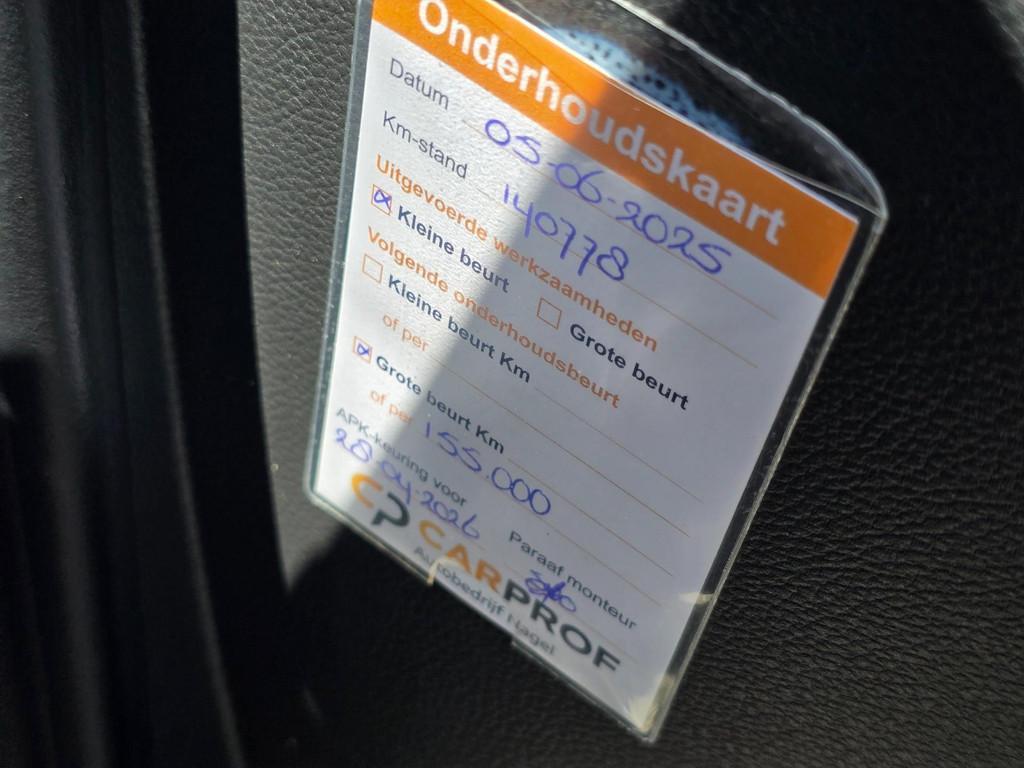 Onderhoudskaart
Datum 05-06-2025
Km-stand 140778
Uitgevoerde werkzaamheden
Kleine beurt Grote beurt
Volgende onderhoudsbeurt
Kleine beurt Km
of per
Grote beurt Km
of per 155.000
APK-keuring voor Paraaf monteur
28-04-2026
CP CARPROF
Autobedrijf Nagel